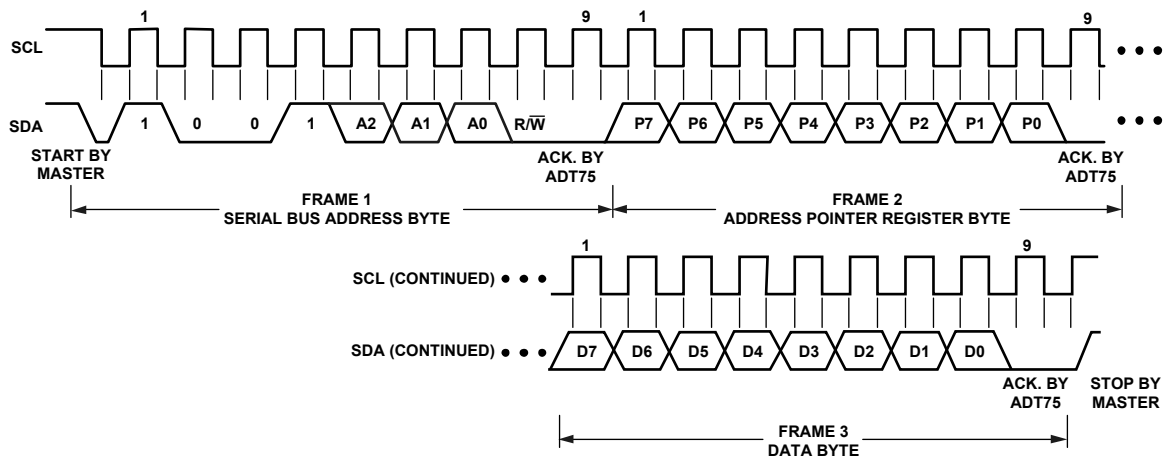 1 9 1 9
SCL
SDA 1 0 0 1 A2 A1 A0 R/W̅ P7 P6 P5 P4 P3 P2 P1 P0
START BY
MASTER
ACK. BY
ADT75
ACK. BY
ADT75
FRAME 1
SERIAL BUS ADDRESS BYTE
FRAME 2
ADDRESS POINTER REGISTER BYTE
1 9
SCL (CONTINUED)
SDA (CONTINUED) D7 D6 D5 D4 D3 D2 D1 D0
ACK. BY
ADT75
STOP BY
MASTER
FRAME 3
DATA BYTE